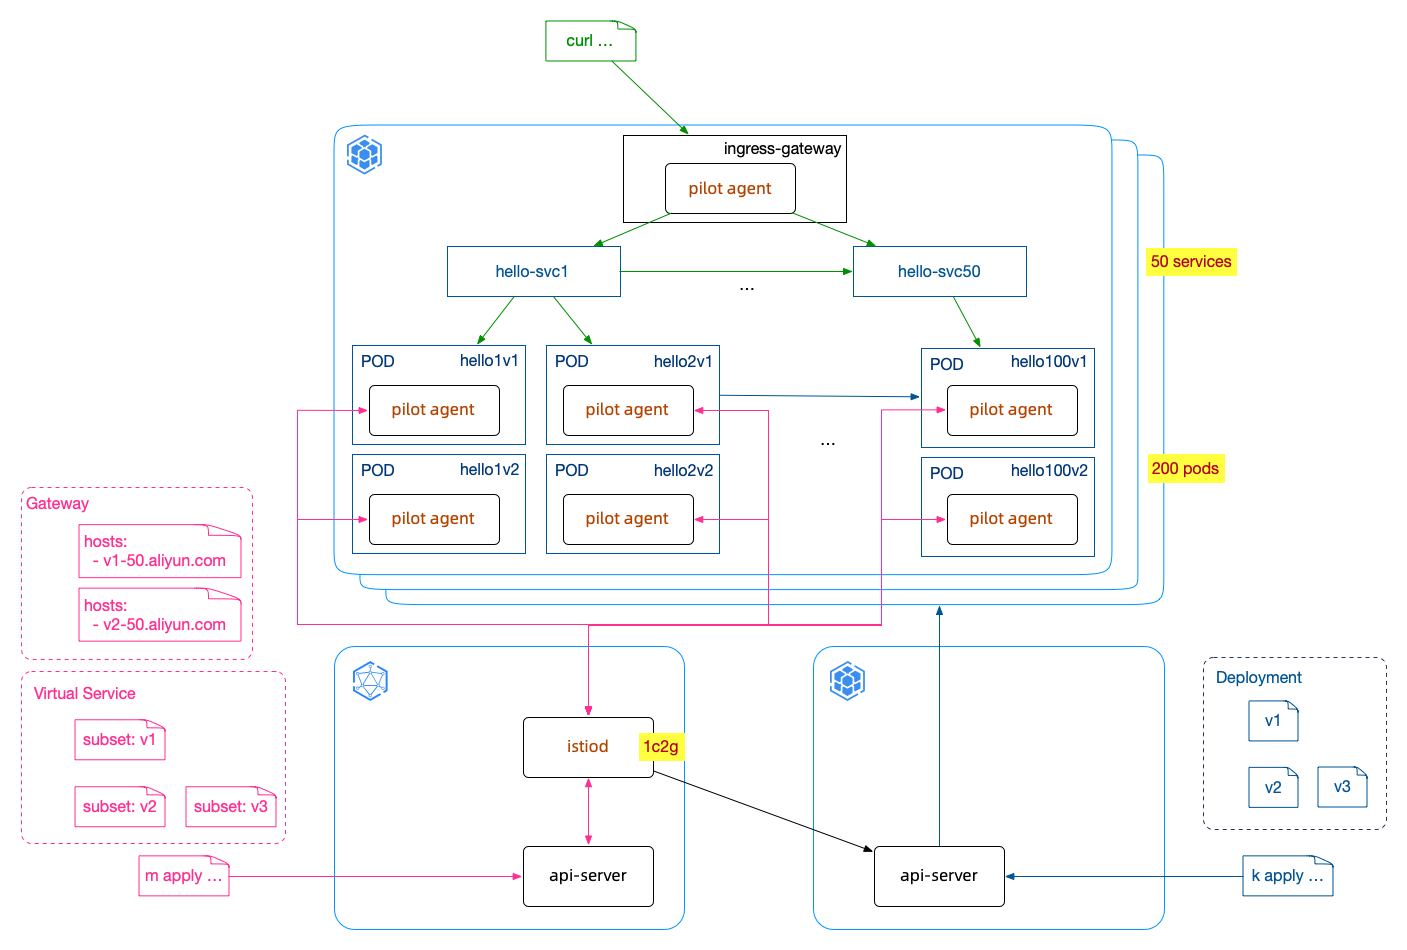 curl ...
ingress-gateway
pilot agent
hello-svc1
...
hello-svc50
50 services
POD hello1v1
pilot agent
POD hello2v1
pilot agent
POD hello100v1
pilot agent
...
POD hello1v2
pilot agent
POD hello2v2
pilot agent
POD hello100v2
pilot agent
200 pods
Gateway
hosts:
- v1-50.aliyun.com
hosts:
- v2-50.aliyun.com
Virtual Service
subset: v1
subset: v2
subset: v3
m apply ...
istiod
1c2g
api-server
api-server
Deployment
v1
v2
v3
k apply ...